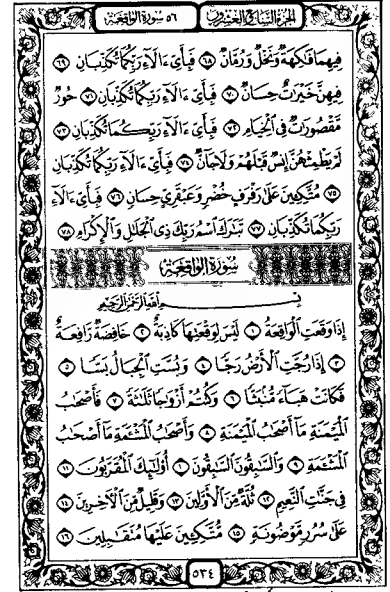 الجزء السابع والعشرون ٥٦ سورة الواقعة
فِيهِمَا فَٰكِهَةٌ وَنَخْلٌ وَرُمَّانٌ ٦٨ فَبِأَيِّ ءَالَآءِ رَبِّكُمَا تُكَذِّبَانِ ٦٩
فِيهِنَّ خَيْرَٰتٌ حِسَانٌ ٧٠ فَبِأَيِّ ءَالَآءِ رَبِّكُمَا تُكَذِّبَانِ ٧١ حُورٌ
مَّقْصُورَٰتٌ فِي ٱلْخِيَامِ ٧٢ فَبِأَيِّ ءَالَآءِ رَبِّكُمَا تُكَذِّبَانِ ٧٣
لَمْ يَطْمِثْهُنَّ إِنسٌ قَبْلَهُمْ وَلَا جَآنٌّ ٧٤ فَبِأَيِّ ءَالَآءِ رَبِّكُمَا تُكَذِّبَانِ
٧٥ مُتَّكِـِٔينَ عَلَىٰ رَفْرَفٍ خُضْرٍ وَعَبْقَرِيٍّ حِسَانٍ ٧٦ فَبِأَيِّ ءَالَآءِ
رَبِّكُمَا تُكَذِّبَانِ ٧٧ تَبَٰرَكَ ٱسْمُ رَبِّكَ ذِي ٱلْجَلَٰلِ وَٱلْإِكْرَامِ ٧٨
سُورَةُ الْوَاقِعَةِ
بِسْمِ ٱللَّهِ ٱلرَّحْمَٰنِ ٱلرَّحِيمِ
إِذَا وَقَعَتِ ٱلْوَاقِعَةُ ١ لَيْسَ لِوَقْعَتِهَا كَاذِبَةٌ ٢ خَافِضَةٌ رَّافِعَةٌ
٣ إِذَا رُجَّتِ ٱلْأَرْضُ رَجًّا ٤ وَبُسَّتِ ٱلْجِبَالُ بَسًّا ٥
فَكَانَتْ هَبَآءً مُّنۢبَثًّا ٦ وَكُنتُمْ أَزْوَٰجًا ثَلَٰثَةً ٧ فَأَصْحَٰبُ
ٱلْمَيْمَنَةِ مَآ أَصْحَٰبُ ٱلْمَيْمَنَةِ ٨ وَأَصْحَٰبُ ٱلْمَشْـَٔمَةِ مَآ أَصْحَٰبُ
ٱلْمَشْـَٔمَةِ ٩ وَٱلسَّٰبِقُونَ ٱلسَّٰبِقُونَ ١٠ أُو۟لَٰٓئِكَ ٱلْمُقَرَّبُونَ ١١
فِي جَنَّٰتِ ٱلنَّعِيمِ ١٢ ثُلَّةٌ مِّنَ ٱلْأَوَّلِينَ ١٣ وَقَلِيلٌ مِّنَ ٱلْـَٔاخِرِينَ ١٤
عَلَىٰ سُرُرٍ مَّوْضُونَةٍ ١٥ مُّتَّكِـِٔينَ عَلَيْهَا مُتَقَٰبِلِينَ ١٦
٥٣٤